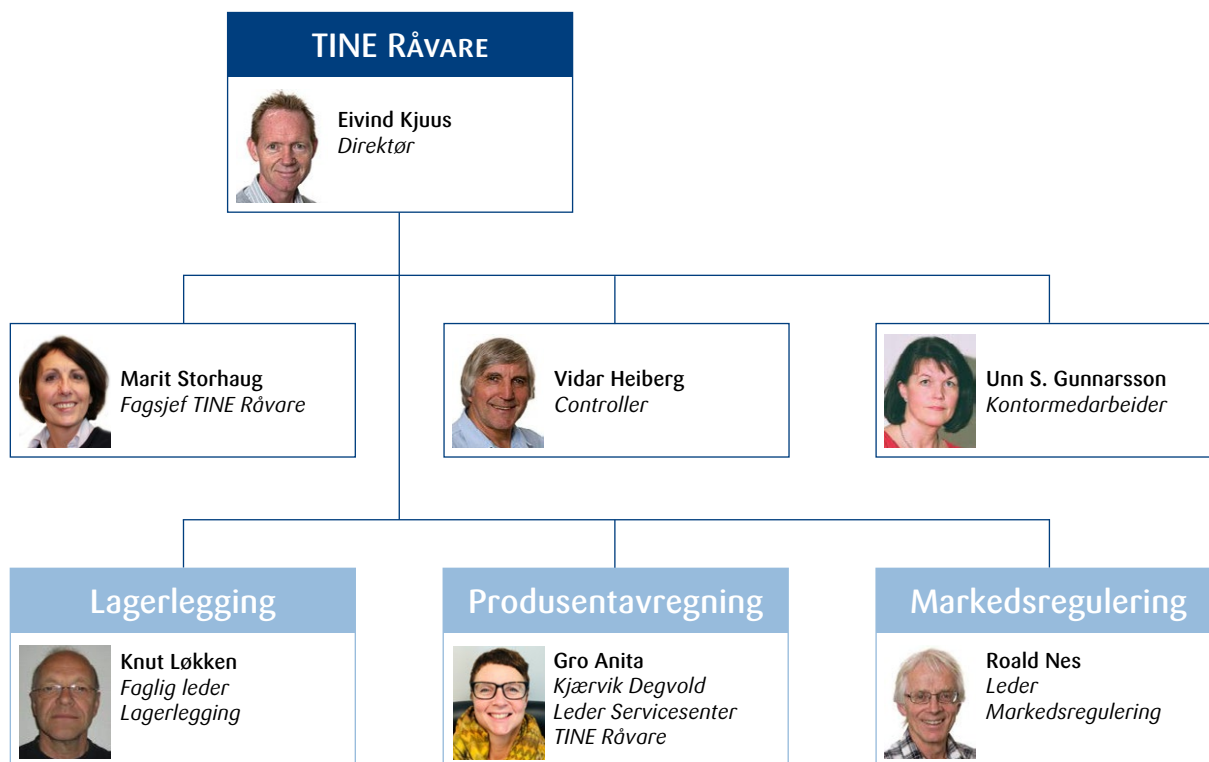 TINE RÅVARE
Eivind Kjuus
Direktør
Marit Storhaug
Fagsjef TINE Råvare
Vidar Heiberg
Controller
Unn S. Gunnarsson
Kontormedarbeider
Lagerlegging
Knut Løkken
Faglig leder
Lagerlegging
Produsentavregning
Gro Anita
Kjærvik Degvold
Leder Servicesenter
TINE Råvare
Markedsregulering
Roald Nes
Leder
Markedsregulering